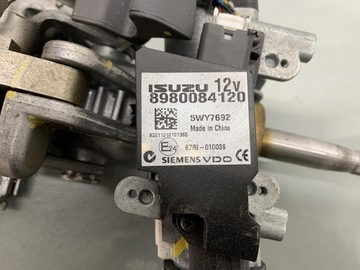 ISUZU 12V
8980084120
5WY7692
Made in China
E24 67RI-010039
SIEMENS VDO